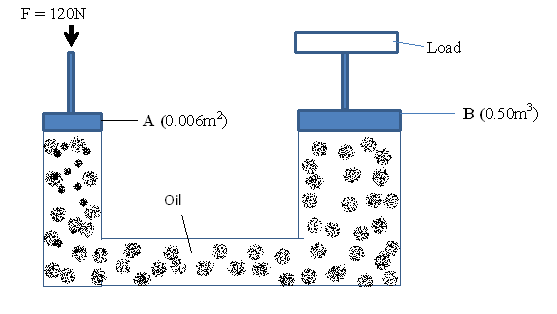 F = 120N
Load
A (0.006m²)
B (0.50m³)
Oil